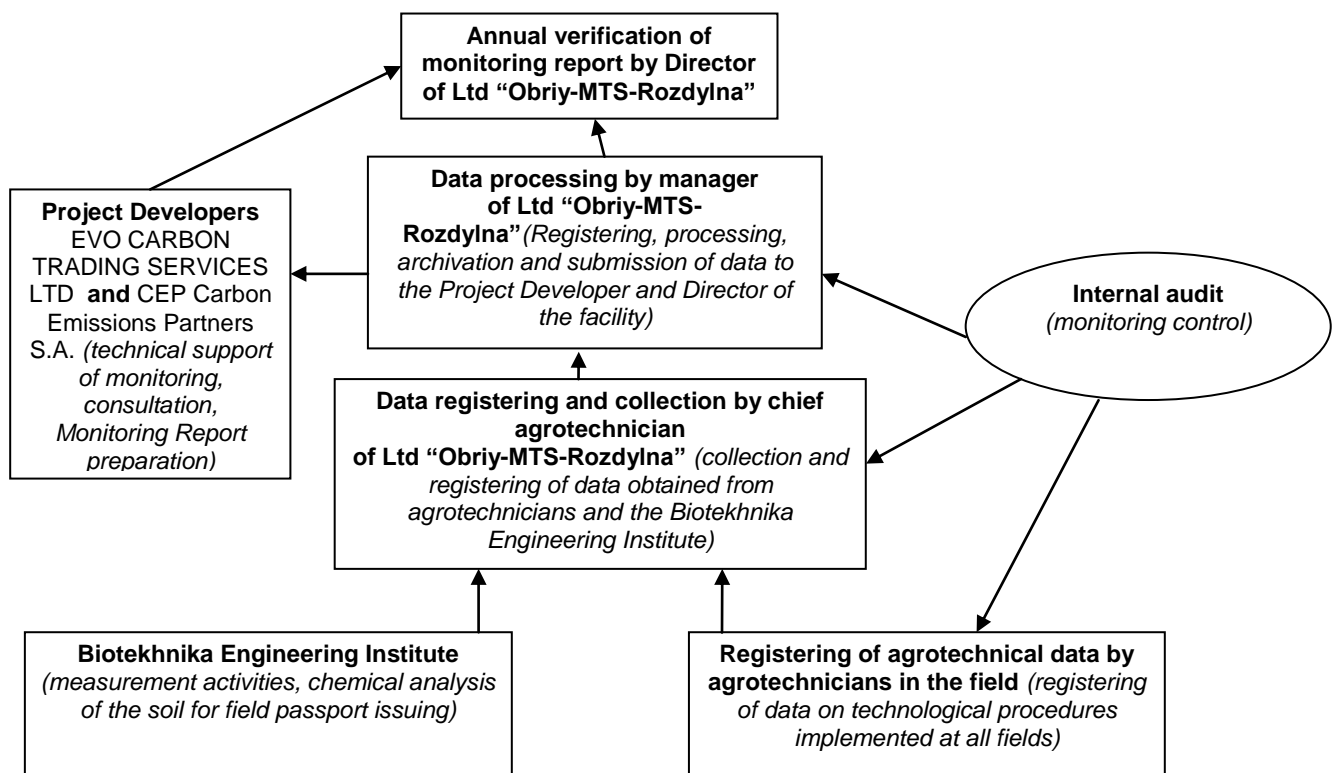 Annual verification of
monitoring report by Director
of Ltd “Obriy-MTS-Rozdylna”
Data processing by manager
of Ltd “Obriy-MTS-
Rozdylna”(Registering, processing,
archivation and submission of data to
the Project Developer and Director of
the facility)
Project Developers
EVO CARBON
TRADING SERVICES
LTD and CEP Carbon
Emissions Partners
S.A. (technical support
of monitoring,
consultation,
Monitoring Report
preparation)
Internal audit
(monitoring control)
Data registering and collection by chief
agrotechnician
of Ltd “Obriy-MTS-Rozdylna” (collection and
registering of data obtained from
agrotechnicians and the Biotekhnika
Engineering Institute)
Biotekhnika Engineering Institute
(measurement activities, chemical analysis
of the soil for field passport issuing)
Registering of agrotechnical data by
agrotechnicians in the field (registering
of data on technological procedures
implemented at all fields)